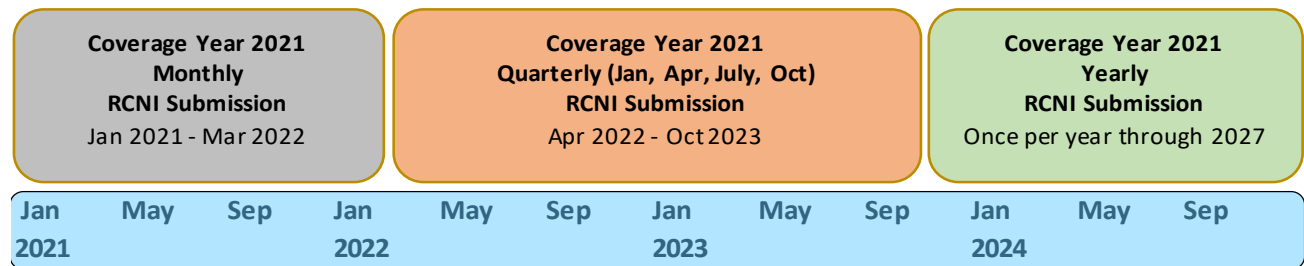 Coverage Year 2021
Monthly
RCNI Submission
Jan 2021 - Mar 2022
Coverage Year 2021
Quarterly (Jan, Apr, July, Oct)
RCNI Submission
Apr 2022 - Oct 2023
Coverage Year 2021
Yearly
RCNI Submission
Once per year through 2027
Jan May Sep Jan May Sep Jan May Sep Jan May Sep
2021 2022 2023 2024